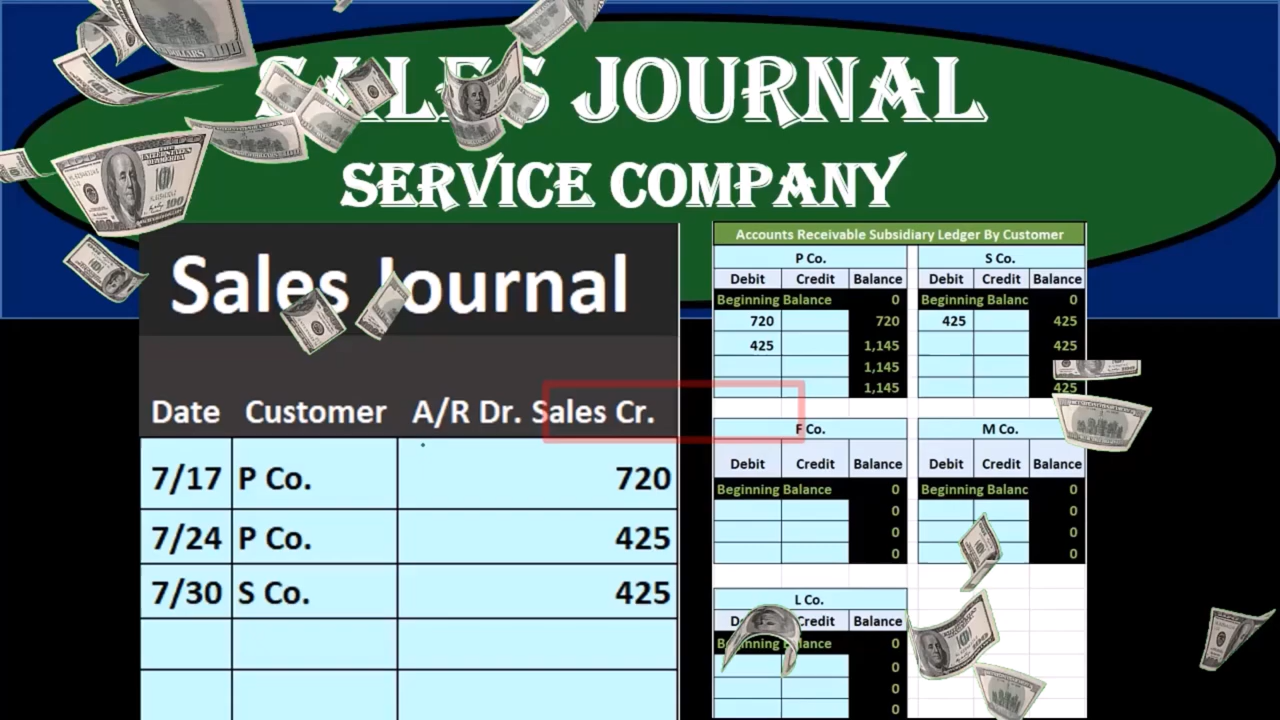 SALES JOURNAL
SERVICE COMPANY
Sales Journal
Date Customer A/R Dr. Sales Cr.
7/17 P Co. 720
7/24 P Co. 425
7/30 S Co. 425
Accounts Receivable Subsidiary Ledger By Customer
P Co. S Co.
Debit Credit Balance Debit Credit Balance
Beginning Balance 0 Beginning Balanc 0
720 720 425 425
425 1,145 425
1,145 425
1,145 425
F Co. M Co.
Debit Credit Balance Debit Credit Balance
Beginning Balance 0 Beginning Balanc 0
0 0
0 0
0 0
L Co.
Credit Balance
0
0
0
0